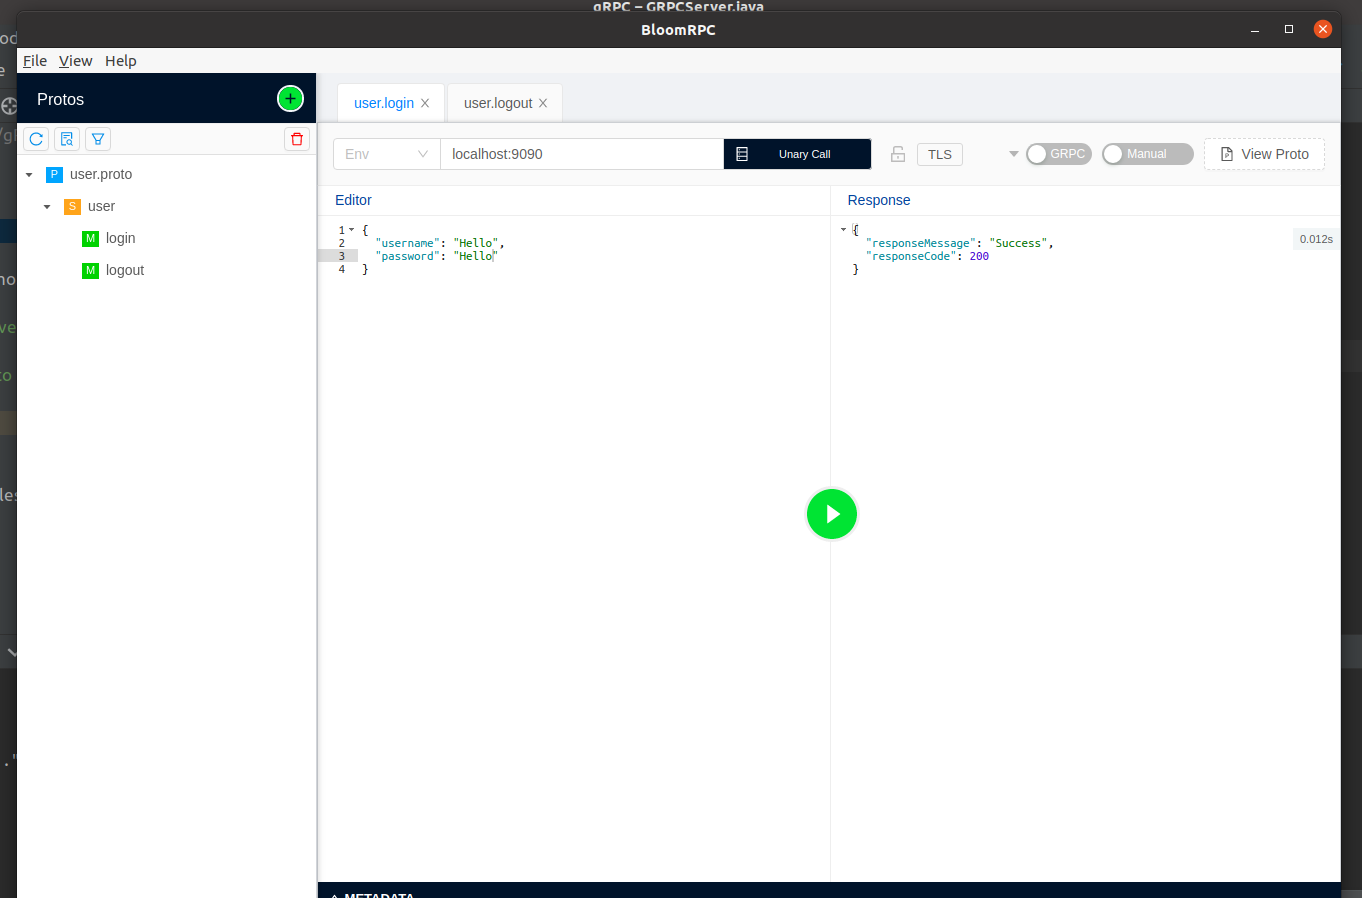 gRPC – GRPCServer.java
BloomRPC
File View Help
Protos
user.login
user.logout
Env
localhost:9090
Unary Call
TLS
GRPC
Manual
View Proto
P user.proto
S user
M login
M logout
Editor
1 {
2 "username": "Hello",
3 "password": "Hello"
4 }
Response
{
"responseMessage": "Success",
"responseCode": 200
}
0.012s
METADATA